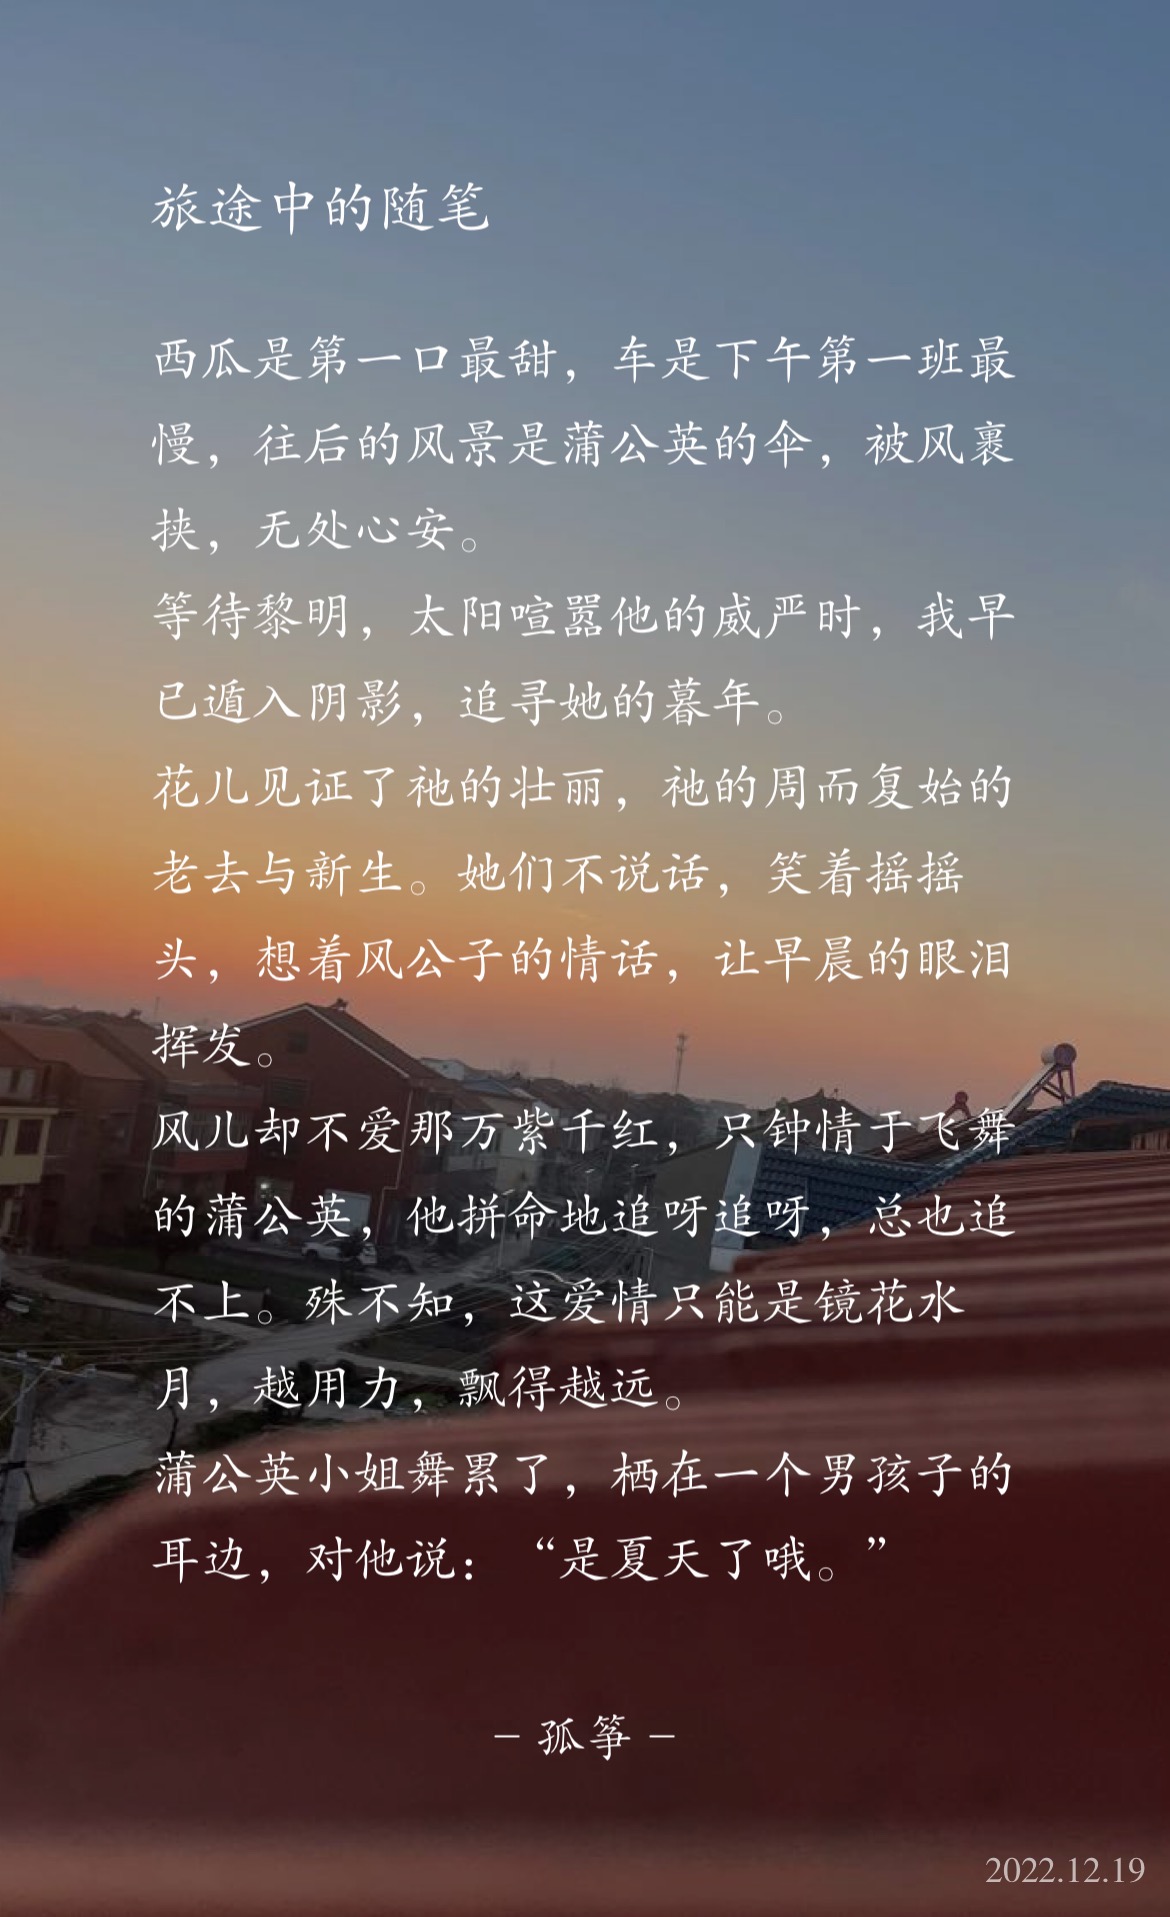 旅途中的随笔
西瓜是第一口最甜，车是下午第一班最
慢，往后的风景是蒲公英的伞，被风裹
挟，无处心安。
等待黎明，太阳喧嚣他的威严时，我早
已遁入阴影，追寻她的暮年。
花儿见证了祂的壮丽，祂的周而复始的
老去与新生。她们不说话，笑着摇摇
头，想着风公子的情话，让早晨的眼泪
挥发。
风儿却不爱那万紫千红，只钟情于飞舞
的蒲公英，他拼命地追呀追呀，总也追
不上。殊不知，这爱情只能是镜花水
月，越用力，飘得越远。
蒲公英小姐舞累了，栖在一个男孩子的
耳边，对他说：“是夏天了哦。”
– 孤筝 –
2022.12.19